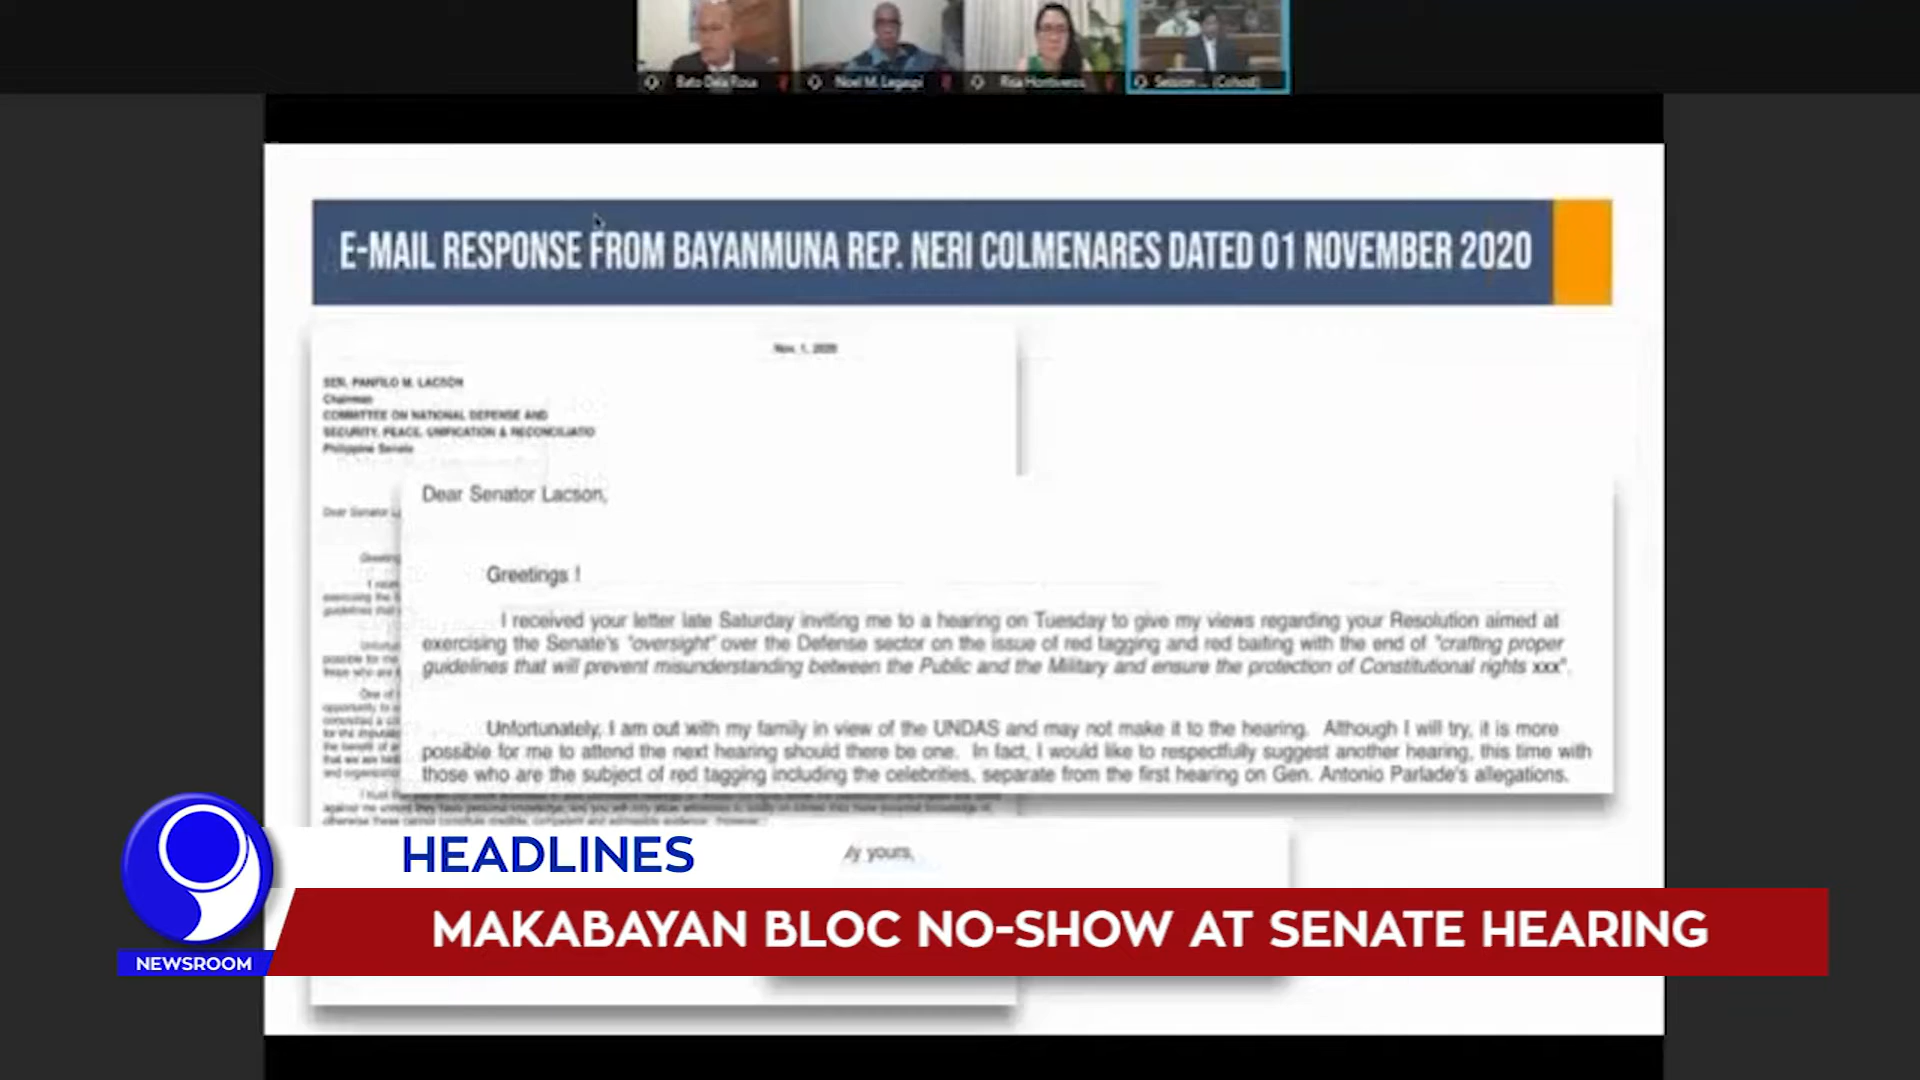 Bato Dela Rosa
Noel M. Legaspi
Risa Hontiveros
Session ... (Cohost)
E-MAIL RESPONSE FROM BAYANMUNA REP. NERI COLMENARES DATED 01 NOVEMBER 2020
Nov. 1, 2020
SEN. PANFILO M. LACSON
Chairman
COMMITTEE ON NATIONAL DEFENSE AND
SECURITY, PEACE, UNIFICATION & RECONCILIATIO
Philippine Senate
Dear Senator
Dear Senator Lacson,
Greetings !
I received your letter late Saturday inviting me to a hearing on Tuesday to give my views regarding your Resolution aimed at
exercising the Senate's "oversight" over the Defense sector on the issue of red tagging and red baiting with the end of "crafting proper
guidelines that will prevent misunderstanding between the Public and the Military and ensure the protection of Constitutional rights xxx".
Unfortunately, I am out with my family in view of the UNDAS and may not make it to the hearing. Although I will try, it is more
possible for me to attend the next hearing should there be one. In fact, I would like to respectfully suggest another hearing, this time with
those who are the subject of red tagging including the celebrities, separate from the first hearing on Gen. Antonio Parlade's allegations.
ly yours,
HEADLINES
MAKABAYAN BLOC NO-SHOW AT SENATE HEARING
NEWSROOM